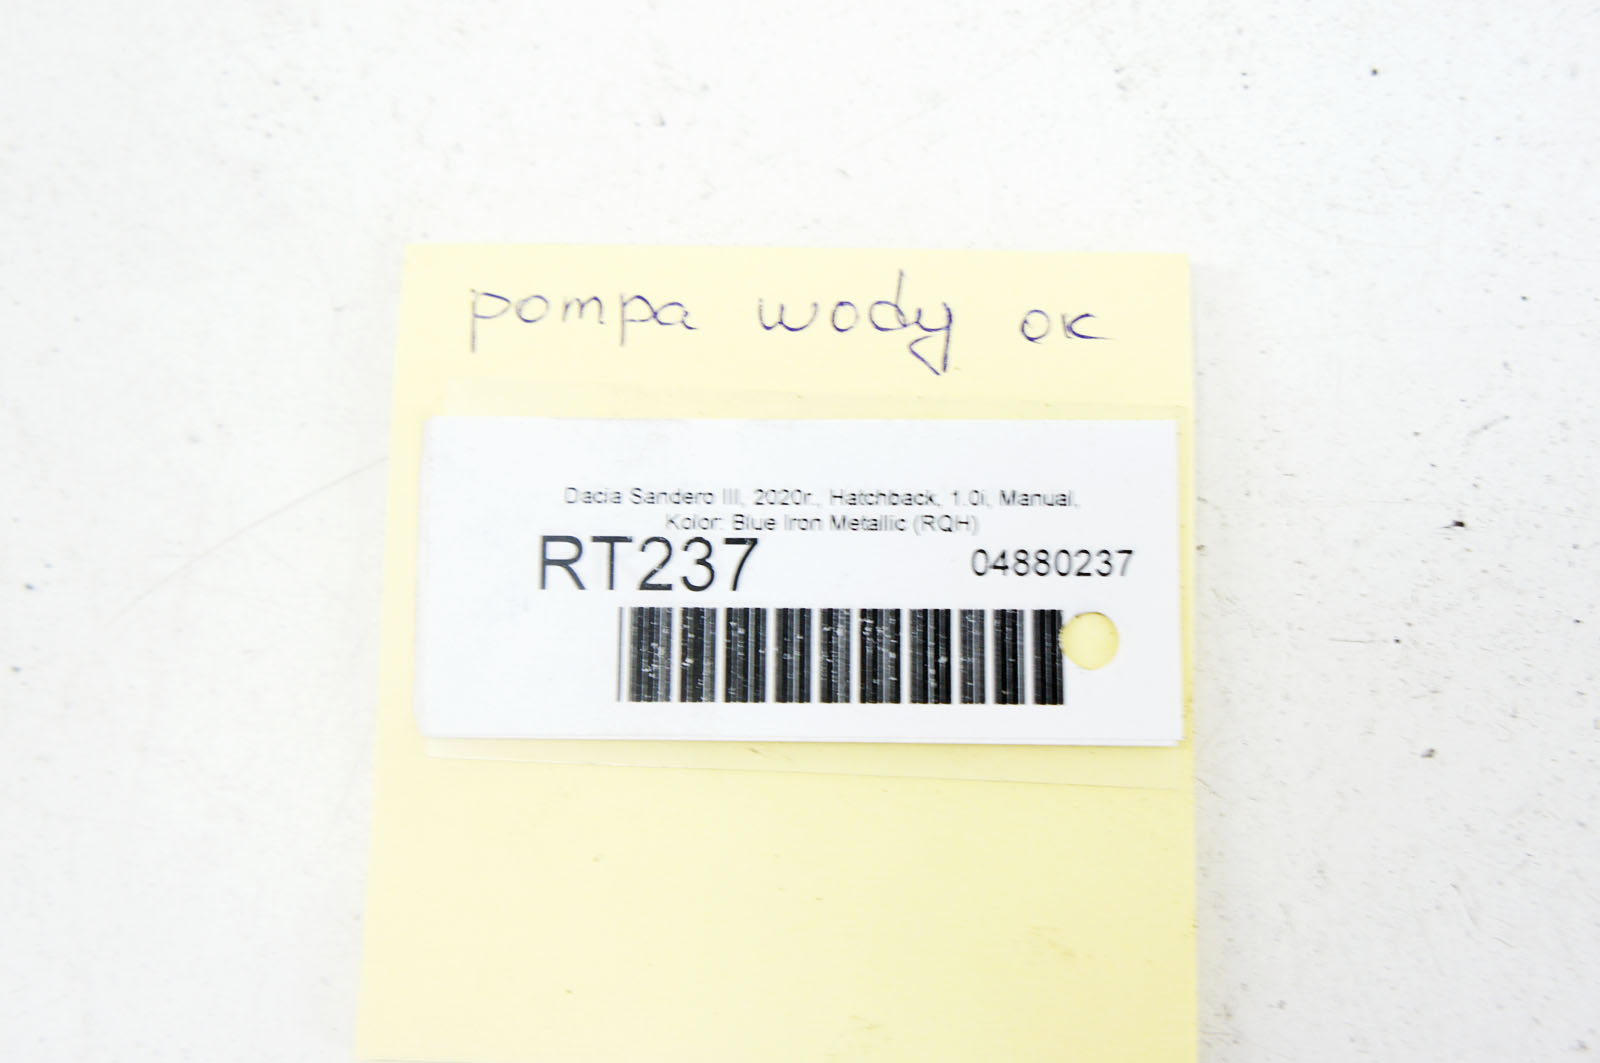 pompa wody ok
Dacia Sandero III, 2020r., Hatchback, 1.0i, Manual,
Kolor: Blue Iron Metallic (RQH)
RT237 04880237